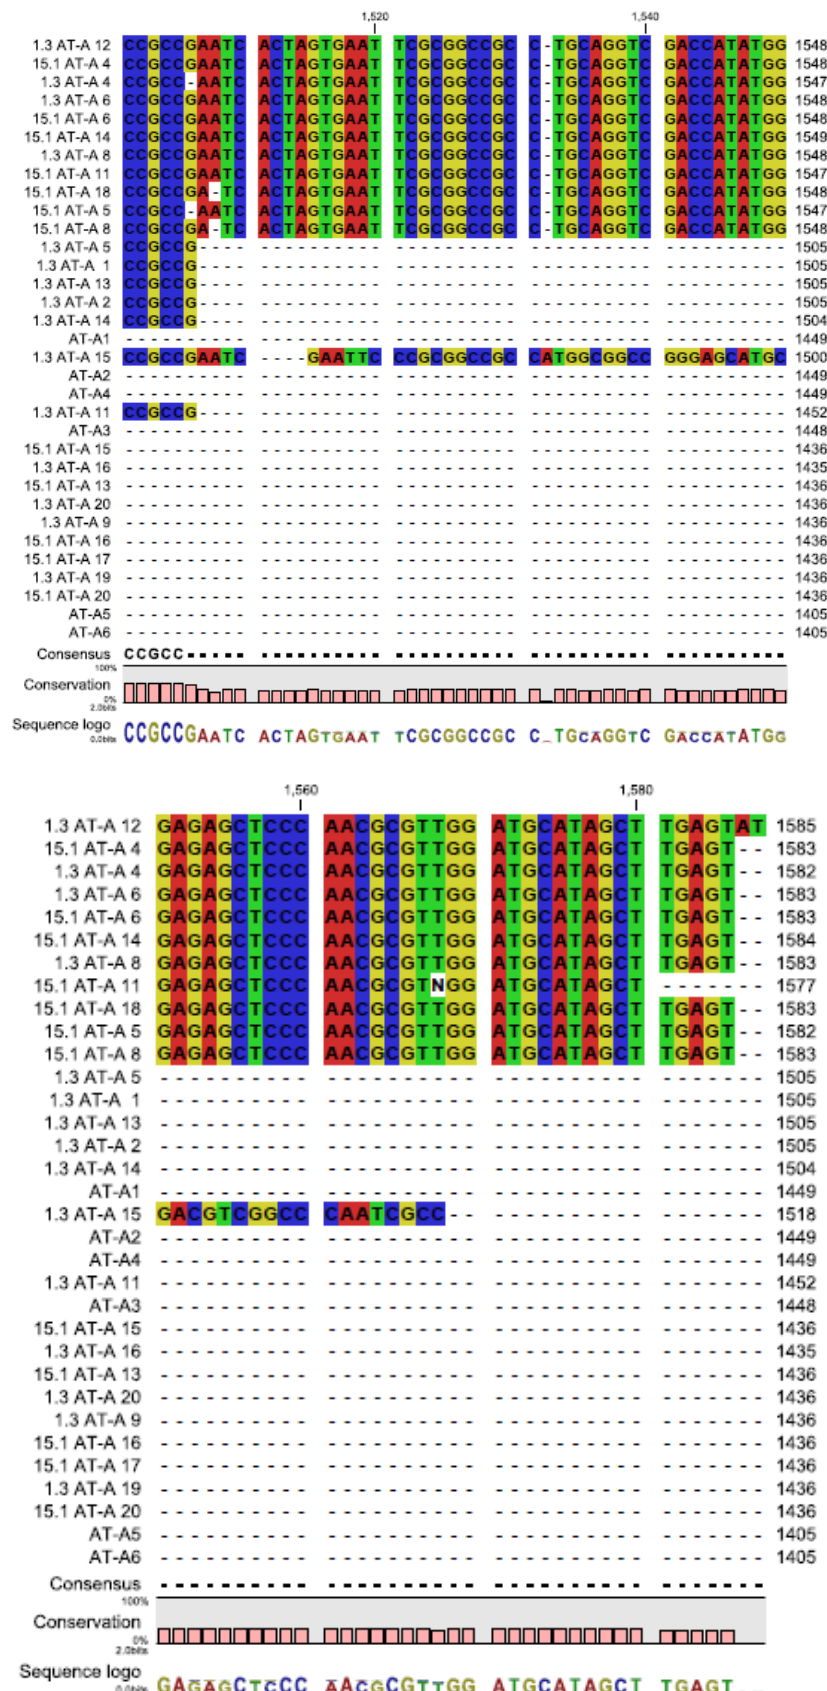 1,520 1,540
1.3 AT-A 12 CCGCCGAATC ACTAGTGAAT TCGCGGCCGC C-TGCAGGTC GACCATATGG 1548
15.1 AT-A 4 CCGCCGAATC ACTAGTGAAT TCGCGGCCGC C-TGCAGGTC GACCATATGG 1548
1.3 AT-A 4 CCGCC-AATC ACTAGTGAAT TCGCGGCCGC C-TGCAGGTC GACCATATGG 1547
1.3 AT-A 6 CCGCCGAATC ACTAGTGAAT TCGCGGCCGC C-TGCAGGTC GACCATATGG 1548
15.1 AT-A 6 CCGCCGAATC ACTAGTGAAT TCGCGGCCGC C-TGCAGGTC GACCATATGG 1548
15.1 AT-A 14 CCGCCGAATC ACTAGTGAAT TCGCGGCCGC C-TGCAGGTC GACCATATGG 1549
1.3 AT-A 8 CCGCCGAATC ACTAGTGAAT TCGCGGCCGC C-TGCAGGTC GACCATATGG 1548
15.1 AT-A 11 CCGCCGAATC ACTAGTGAAT TCGCGGCCGC C-TGCAGGTC GACCATATGG 1547
15.1 AT-A 18 CCGCCGA-TC ACTAGTGAAT TCGCGGCCGC C-TGCAGGTC GACCATATGG 1548
15.1 AT-A 5 CCGCC-AATC ACTAGTGAAT TCGCGGCCGC C-TGCAGGTC GACCATATGG 1547
15.1 AT-A 8 CCGCCGA-TC ACTAGTGAAT TCGCGGCCGC C-TGCAGGTC GACCATATGG 1548
1.3 AT-A 5 CCGCCG---- ---------- ---------- ---------- ---------- 1505
1.3 AT-A 1 CCGCCG---- ---------- ---------- ---------- ---------- 1505
1.3 AT-A 13 CCGCCG---- ---------- ---------- ---------- ---------- 1505
1.3 AT-A 2 CCGCCG---- ---------- ---------- ---------- ---------- 1505
1.3 AT-A 14 CCGCCG---- ---------- ---------- ---------- ---------- 1504
AT-A1 ---------- ---------- ---------- ---------- ---------- 1449
1.3 AT-A 15 CCGCCGAATC ----GAATTC CCGCGGCCGC CATGGCGGCC GGGAGCATGC 1500
AT-A2 ---------- ---------- ---------- ---------- ---------- 1449
AT-A4 ---------- ---------- ---------- ---------- ---------- 1449
1.3 AT-A 11 CCGCCG---- ---------- ---------- ---------- ---------- 1452
AT-A3 ---------- ---------- ---------- ---------- ---------- 1448
15.1 AT-A 15 ---------- ---------- ---------- ---------- ---------- 1436
1.3 AT-A 16 ---------- ---------- ---------- ---------- ---------- 1435
15.1 AT-A 13 ---------- ---------- ---------- ---------- ---------- 1436
1.3 AT-A 20 ---------- ---------- ---------- ---------- ---------- 1436
1.3 AT-A 9 ---------- ---------- ---------- ---------- ---------- 1436
15.1 AT-A 16 ---------- ---------- ---------- ---------- ---------- 1436
15.1 AT-A 17 ---------- ---------- ---------- ---------- ---------- 1436
1.3 AT-A 19 ---------- ---------- ---------- ---------- ---------- 1436
15.1 AT-A 20 ---------- ---------- ---------- ---------- ---------- 1436
AT-A5 ---------- ---------- ---------- ---------- ---------- 1405
AT-A6 ---------- ---------- ---------- ---------- ---------- 1405
Consensus CCGCC----- ---------- ---------- ---------- ----------
100%
Conservation
0%
2.0bits
Sequence logo CCGCCGAATC ACTAGTGAAT TCGCGGCCGC C_TGCAGGTC GACCATATGG
0.0bits
1,560 1,580
1.3 AT-A 12 GAGAGCTCCC AACGCGTTGG ATGCATAGCT TGAGTAT 1585
15.1 AT-A 4 GAGAGCTCCC AACGCGTTGG ATGCATAGCT TGAGT-- 1583
1.3 AT-A 4 GAGAGCTCCC AACGCGTTGG ATGCATAGCT TGAGT-- 1582
1.3 AT-A 6 GAGAGCTCCC AACGCGTTGG ATGCATAGCT TGAGT-- 1583
15.1 AT-A 6 GAGAGCTCCC AACGCGTTGG ATGCATAGCT TGAGT-- 1583
15.1 AT-A 14 GAGAGCTCCC AACGCGTTGG ATGCATAGCT TGAGT-- 1584
1.3 AT-A 8 GAGAGCTCCC AACGCGTTGG ATGCATAGCT TGAGT-- 1583
15.1 AT-A 11 GAGAGCTCCC AACGCGTNGG ATGCATAGCT ------- 1577
15.1 AT-A 18 GAGAGCTCCC AACGCGTTGG ATGCATAGCT TGAGT-- 1583
15.1 AT-A 5 GAGAGCTCCC AACGCGTTGG ATGCATAGCT TGAGT-- 1582
15.1 AT-A 8 GAGAGCTCCC AACGCGTTGG ATGCATAGCT TGAGT-- 1583
1.3 AT-A 5 ---------- ---------- ---------- ------- 1505
1.3 AT-A 1 ---------- ---------- ---------- ------- 1505
1.3 AT-A 13 ---------- ---------- ---------- ------- 1505
1.3 AT-A 2 ---------- ---------- ---------- ------- 1505
1.3 AT-A 14 ---------- ---------- ---------- ------- 1504
AT-A1 ---------- ---------- ---------- ------- 1449
1.3 AT-A 15 GACGTCGGCC CAATCGCC-- ---------- ------- 1518
AT-A2 ---------- ---------- ---------- ------- 1449
AT-A4 ---------- ---------- ---------- ------- 1449
1.3 AT-A 11 ---------- ---------- ---------- ------- 1452
AT-A3 ---------- ---------- ---------- ------- 1448
15.1 AT-A 15 ---------- ---------- ---------- ------- 1436
1.3 AT-A 16 ---------- ---------- ---------- ------- 1435
15.1 AT-A 13 ---------- ---------- ---------- ------- 1436
1.3 AT-A 20 ---------- ---------- ---------- ------- 1436
1.3 AT-A 9 ---------- ---------- ---------- ------- 1436
15.1 AT-A 16 ---------- ---------- ---------- ------- 1436
15.1 AT-A 17 ---------- ---------- ---------- ------- 1436
1.3 AT-A 19 ---------- ---------- ---------- ------- 1436
15.1 AT-A 20 ---------- ---------- ---------- ------- 1436
AT-A5 ---------- ---------- ---------- ------- 1405
AT-A6 ---------- ---------- ---------- ------- 1405
Consensus ---------- ---------- ---------- -------
100%
Conservation
0%
2.0bits
Sequence logo GAGAGCTCCC AACGCGTTGG ATGCATAGCT TGAGT
0.0bits